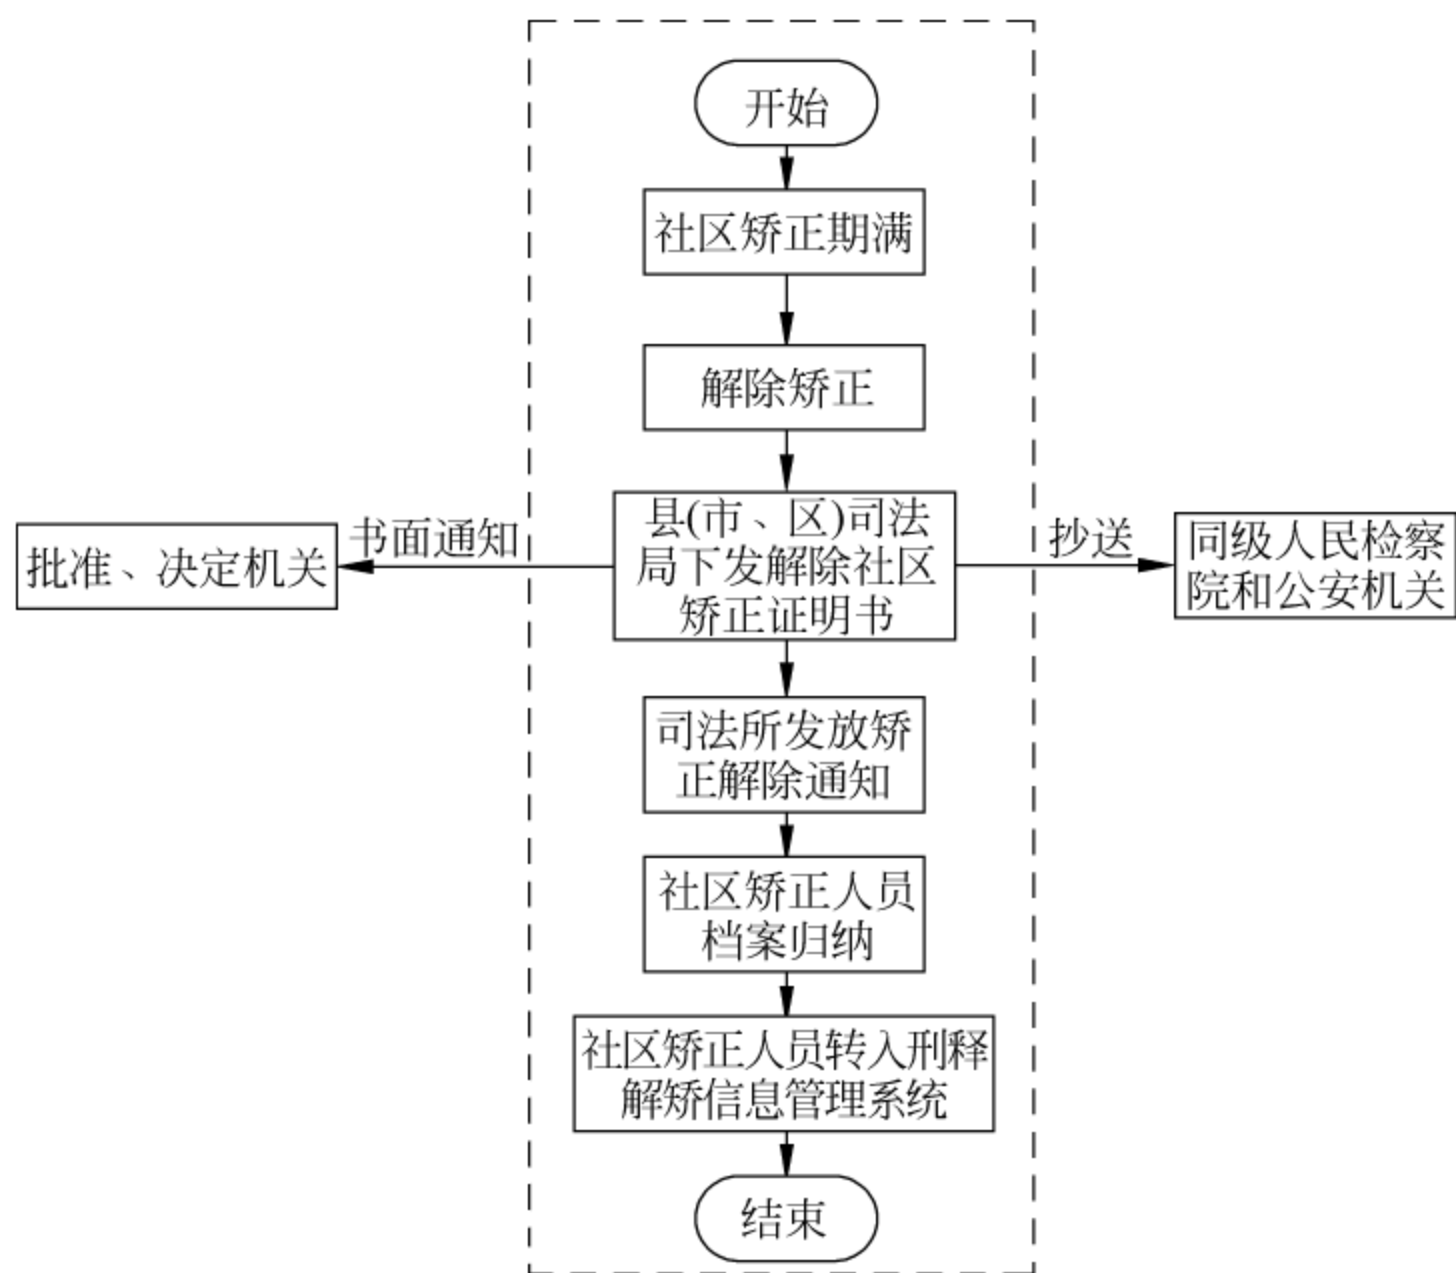 开始
社区矫正期满
解除矫正
县(市、区)司法
局下发解除社区
矫正证明书
书面通知
批准、决定机关
抄送
同级人民检察
院和公安机关
司法所发放矫
正解除通知
社区矫正人员
档案归纳
社区矫正人员转入刑释
解矫信息管理系统
结束